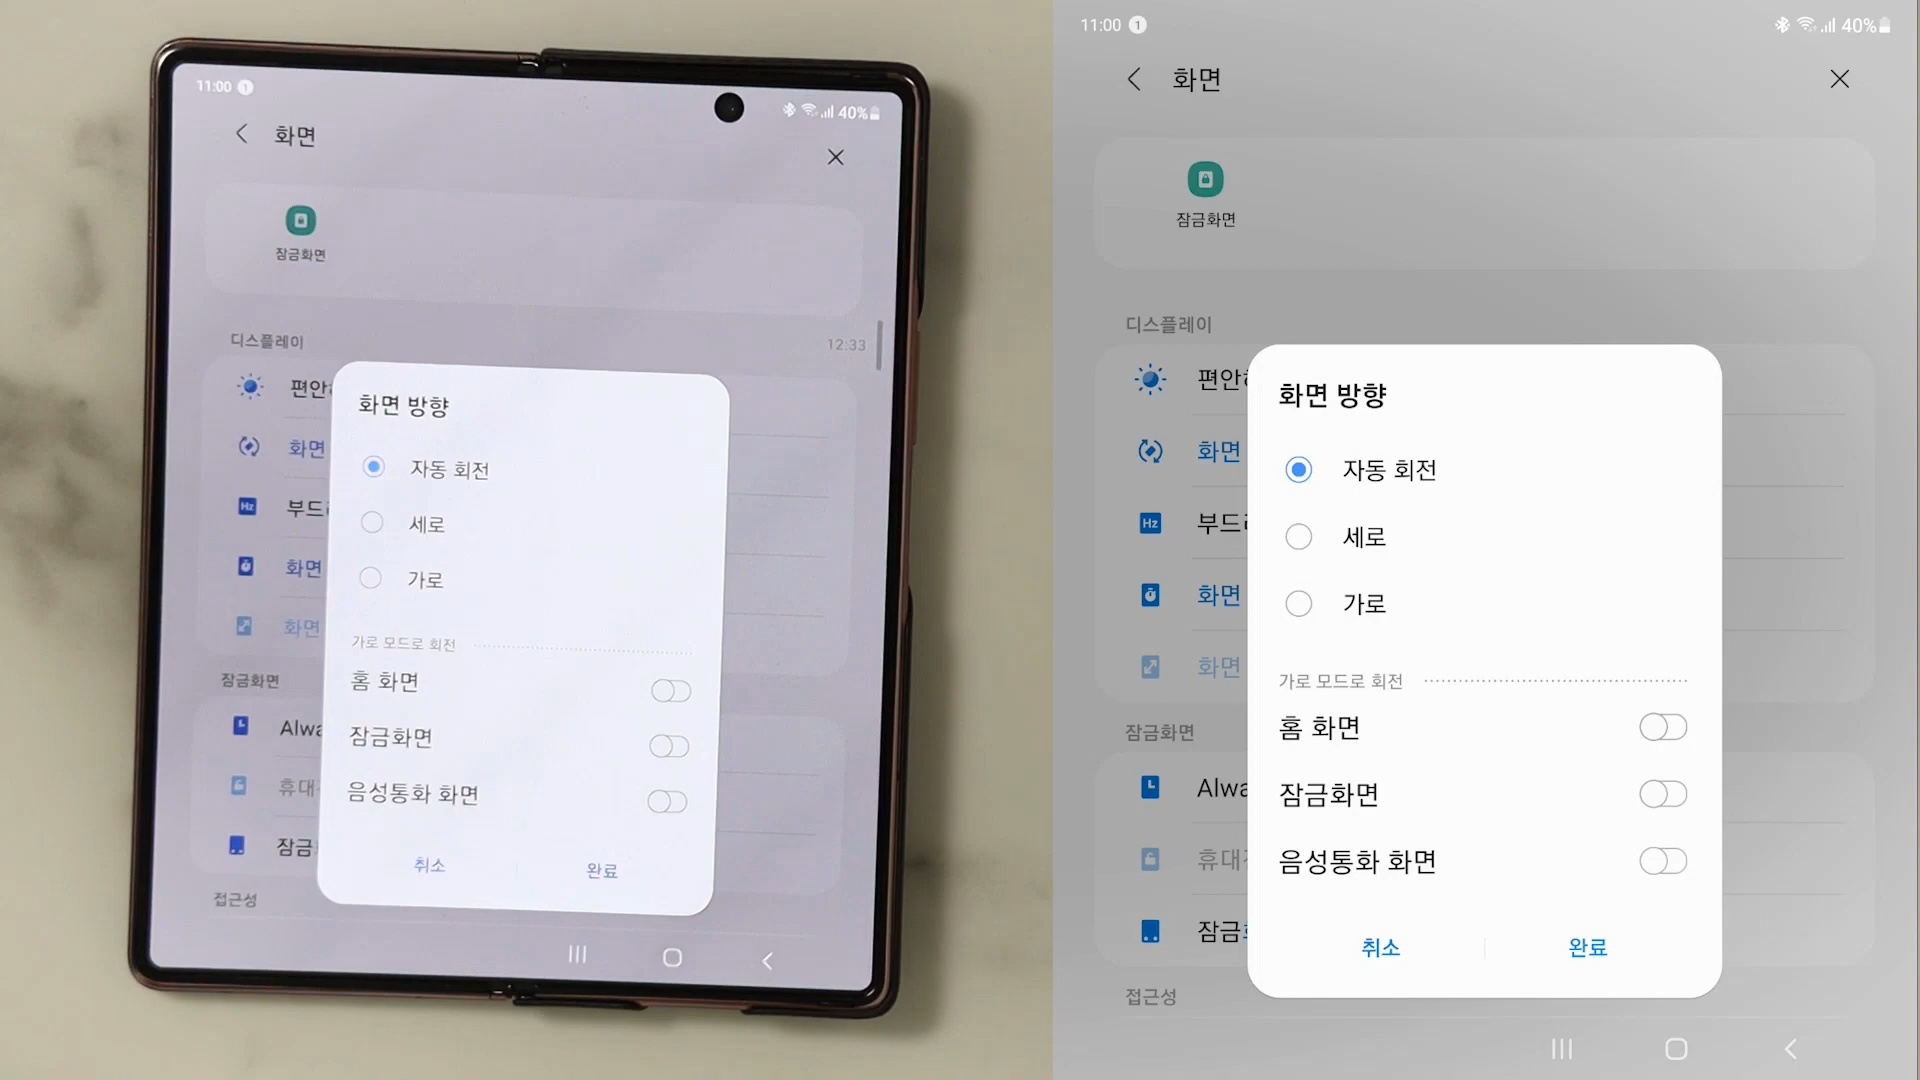 11:00 1
40%
화면
잠금화면
디스플레이
12:33
편안
화면
Hz
부드
화면
화면
잠금화면
Alwa
휴대
잠금
접근성
화면 방향
자동 회전
세로
가로
가로 모드로 회전
홈 화면
잠금화면
음성통화 화면
취소
완료
11:00 1
40%
화면
잠금화면
디스플레이
편안
화면
Hz
부드
화면
화면
잠금화면
Alwa
휴대
잠금
접근성
화면 방향
자동 회전
세로
가로
가로 모드로 회전
홈 화면
잠금화면
음성통화 화면
취소
완료